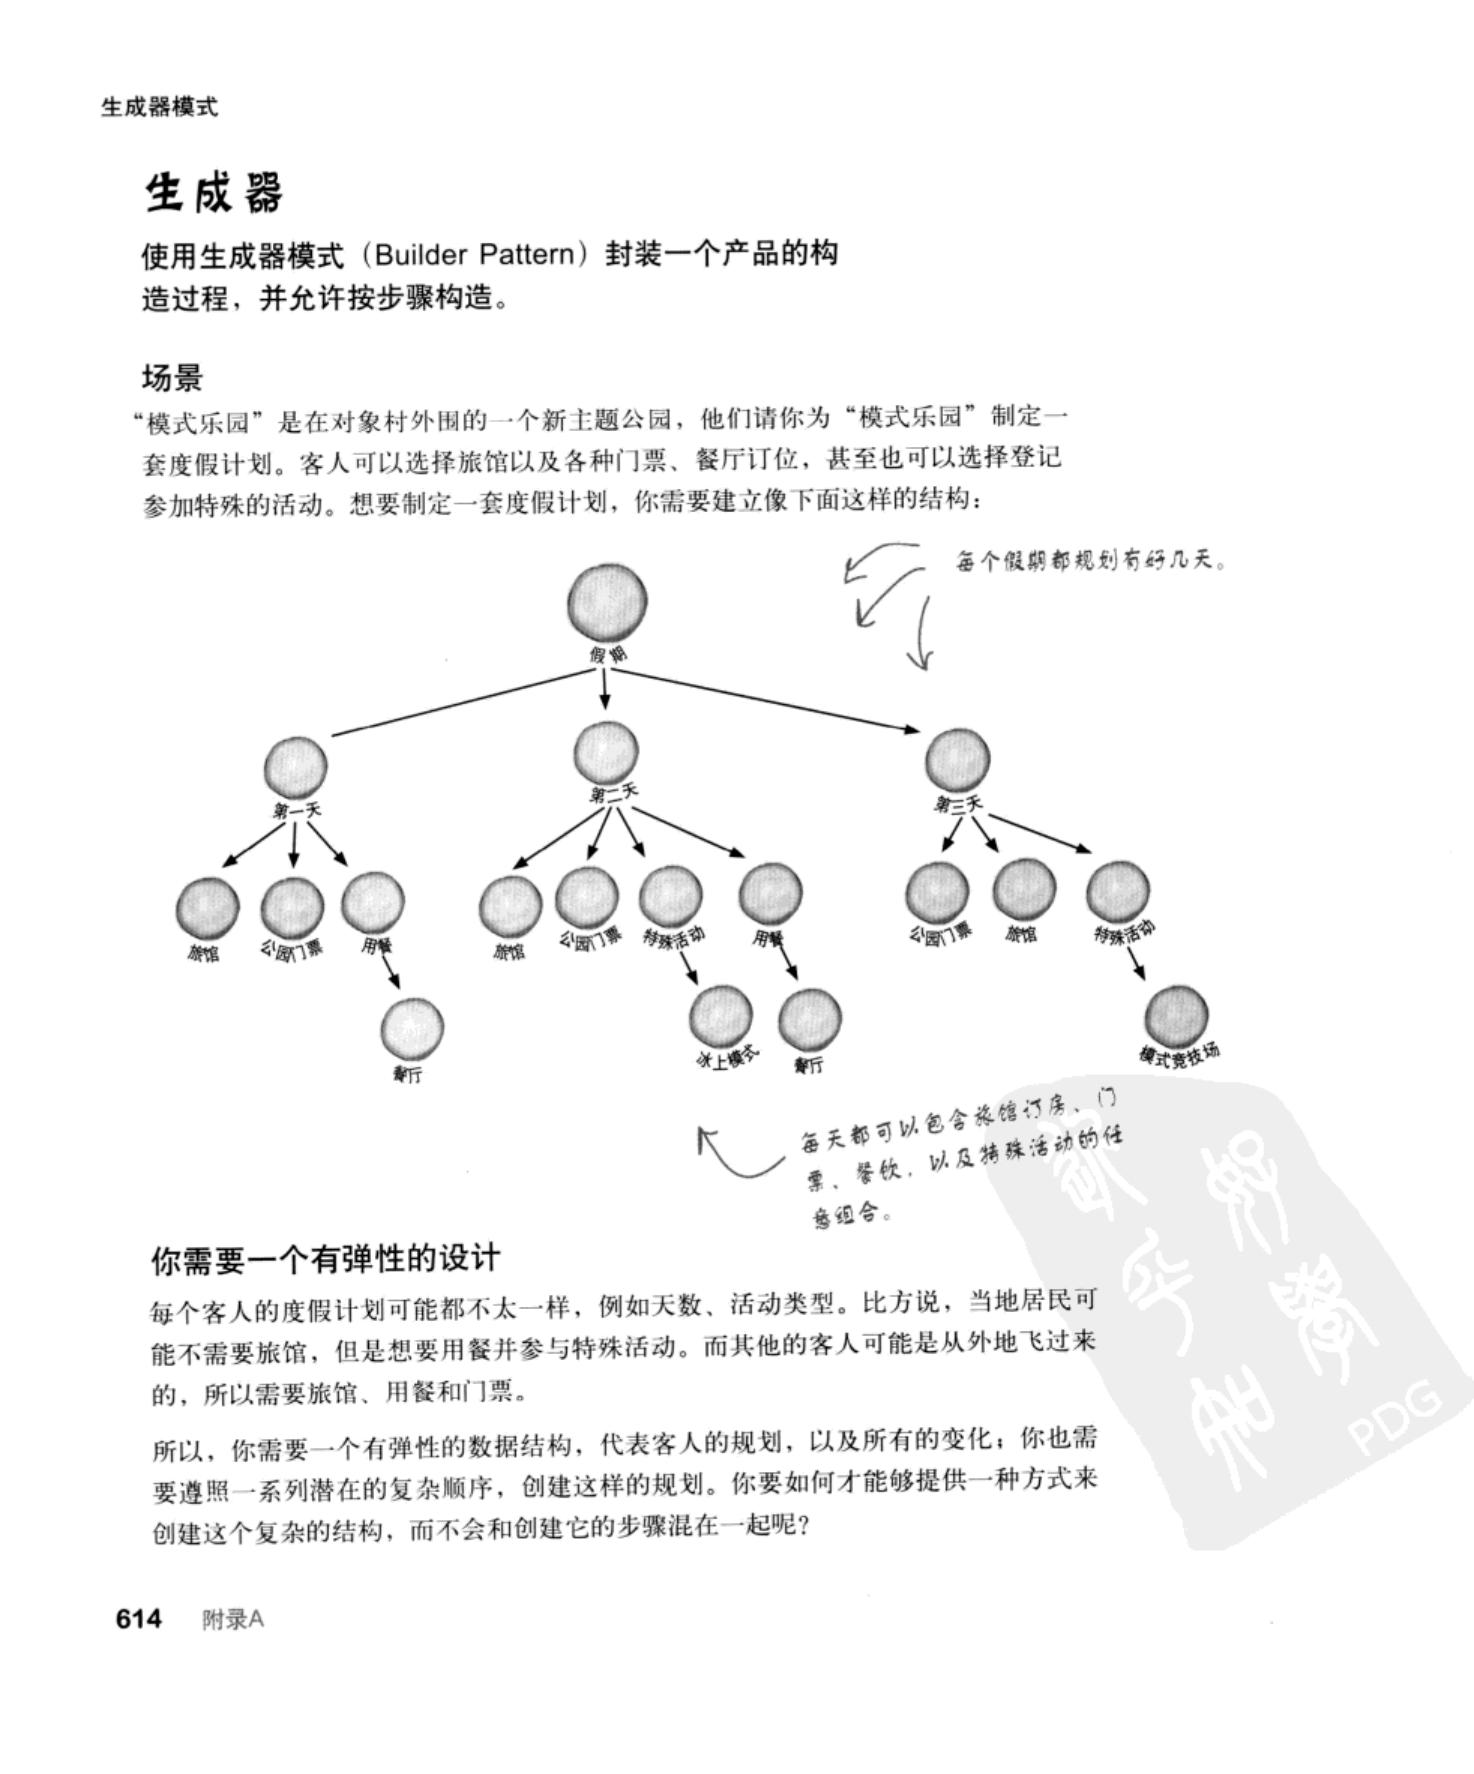 生成器模式
生成器
使用生成器模式（Builder Pattern）封装一个产品的构
造过程，并允许按步骤构造。
场景
“模式乐园”是在对象村外围的一个新主题公园，他们请你为“模式乐园”制定一
套度假计划。客人可以选择旅馆以及各种门票、餐厅订位，甚至也可以选择登记
参加特殊的活动。想要制定一套度假计划，你需要建立像下面这样的结构：
每个假期都规划有好几天。
假期
第一天
第二天
第三天
旅馆
公园门票
用餐
旅馆
公园门票
特殊活动
用餐
公园门票
旅馆
特殊活动
餐厅
冰上模式
餐厅
模式竞技场
每天都可以包含旅馆订房、门
票、餐饮，以及特殊活动的任
意组合。
你需要一个有弹性的设计
每个客人的度假计划可能都不太一样，例如天数、活动类型。比方说，当地居民可
能不需要旅馆，但是想要用餐并参与特殊活动。而其他的客人可能是从外地飞过来
的，所以需要旅馆、用餐和门票。
所以，你需要一个有弹性的数据结构，代表客人的规划，以及所有的变化；你也需
要遵照一系列潜在的复杂顺序，创建这样的规划。你要如何才能够提供一种方式来
创建这个复杂的结构，而不会和创建它的步骤混在一起呢？
PDG
614 附录A